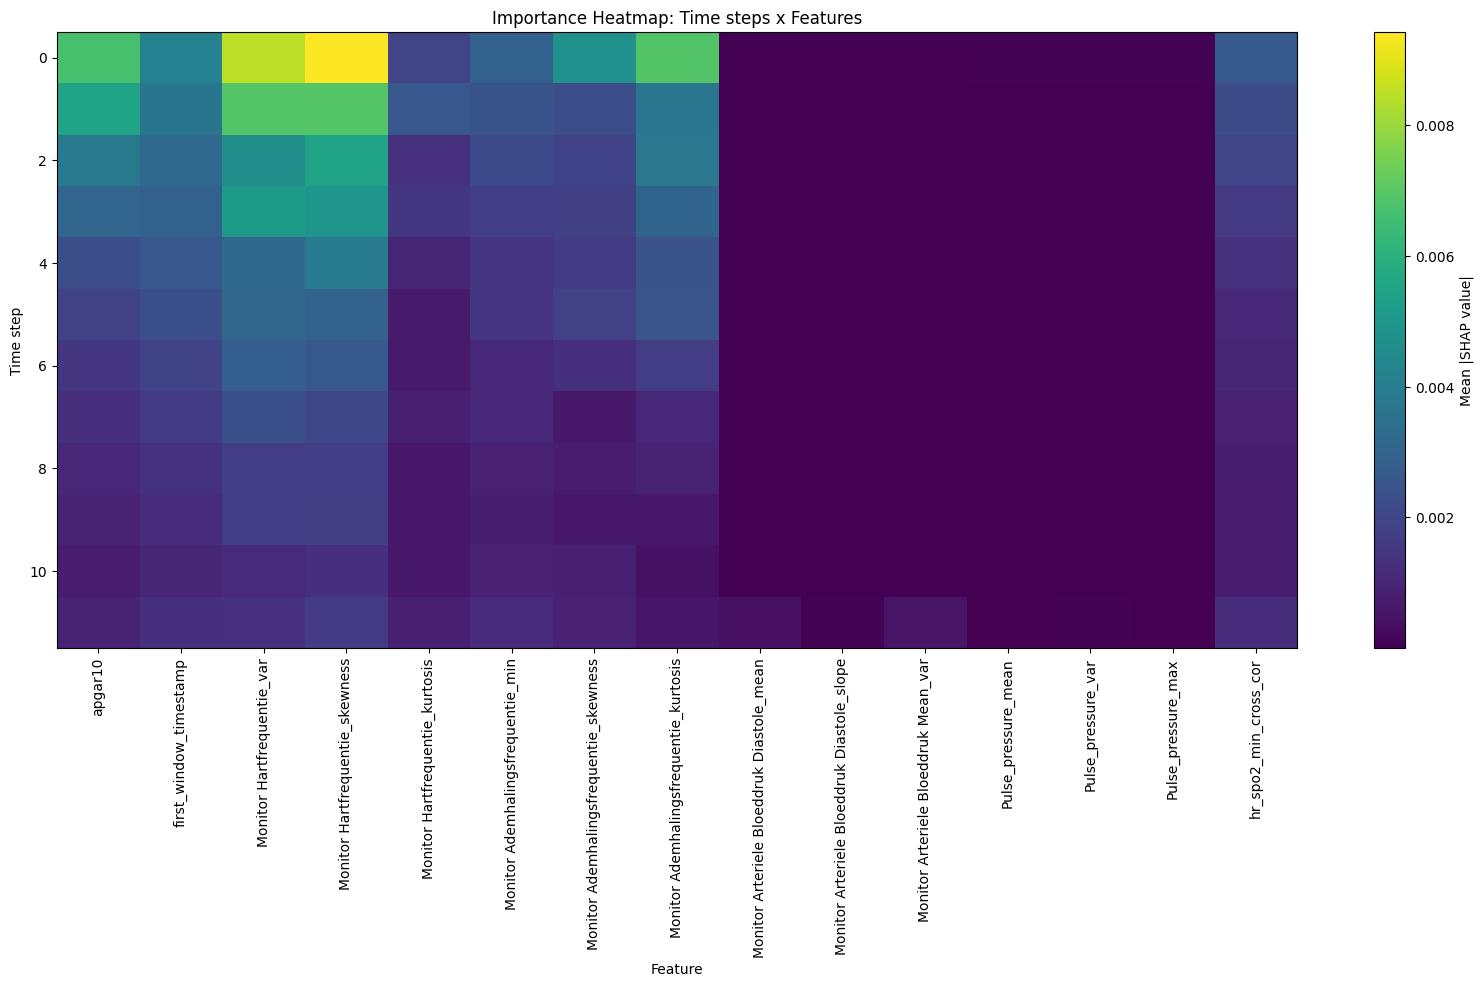 Importance Heatmap: Time steps x Features
0
2
4
6
8
10
Time step
apgar10
first_window_timestamp
Monitor Hartfrequentie_var
Monitor Hartfrequentie_skewness
Monitor Hartfrequentie_kurtosis
Monitor Ademhalingsfrequentie_min
Monitor Ademhalingsfrequentie_skewness
Monitor Ademhalingsfrequentie_kurtosis
Monitor Arteriele Bloeddruk Diastole_mean
Monitor Arteriele Bloeddruk Diastole_slope
Monitor Arteriele Bloeddruk Mean_var
Pulse_pressure_mean
Pulse_pressure_var
Pulse_pressure_max
hr_spo2_min_cross_cor
Feature
0.008
0.006
0.004
0.002
Mean |SHAP value|